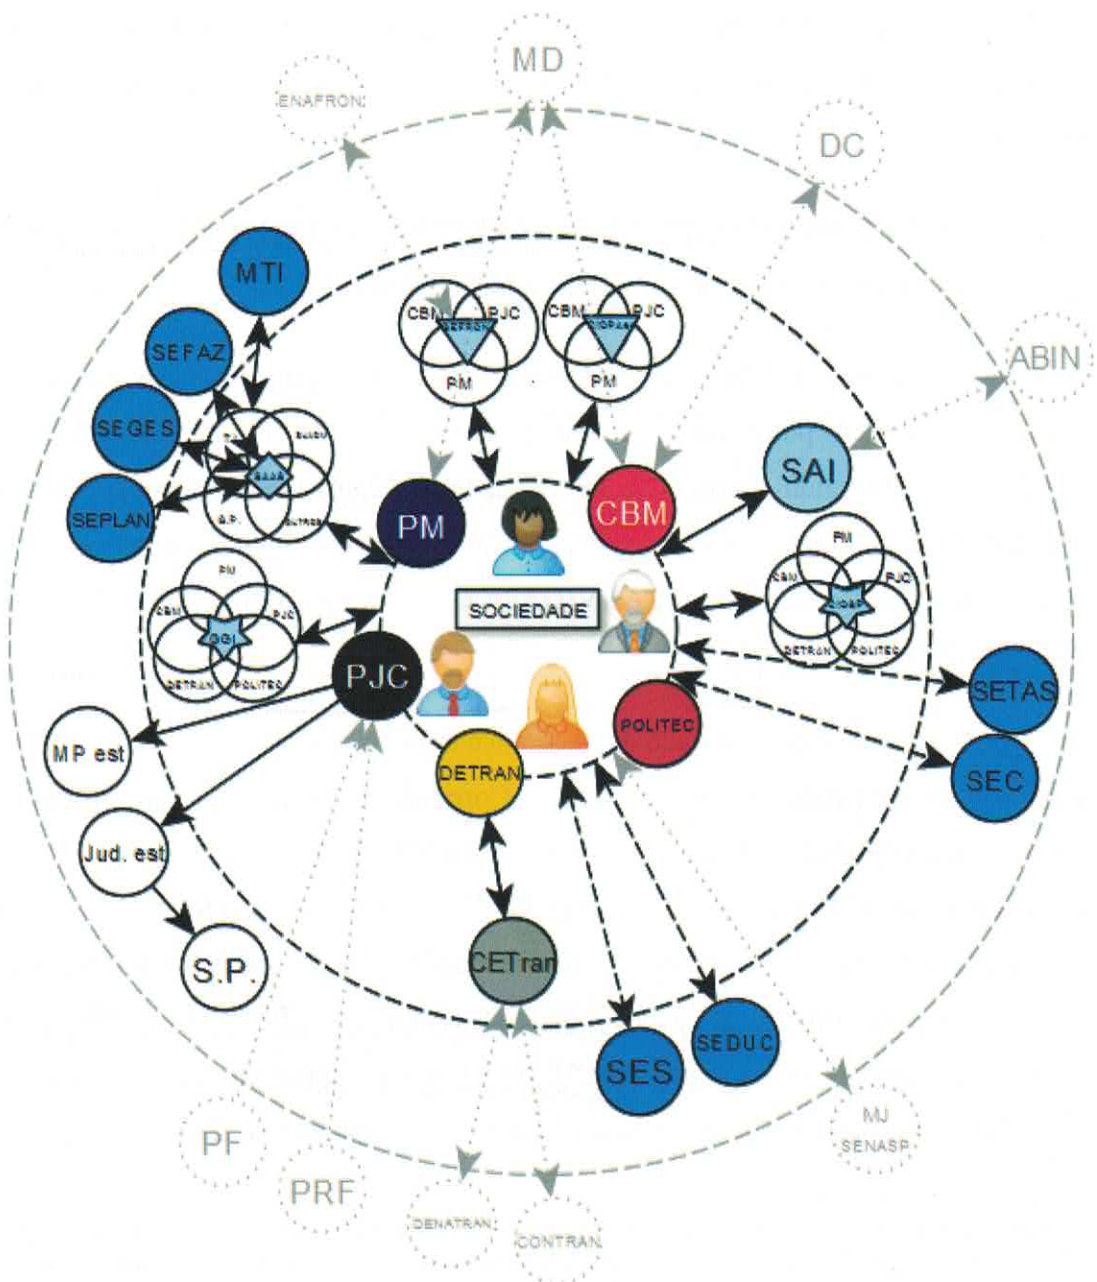 MD
ENAFRON
DC
MTI
CBM
PJC
PM
CBM
PJC
PM
SEFAZ
ABIN
SEGES
SAI
SEPLAN
PM
CBM
PM
CBM
PJC
CIOSP
DETRAN
POLITEC
SOCIEDADE
PM
CBM
PJC
GGI
DETRAN
POLITEC
PJC
SETAS
POLITEC
MP est
DETRAN
SEC
Jud. est
S.P.
CETran
SEDUC
SES
MJ
SENASP
PF
PRF
DENATRAN
CONTRAN